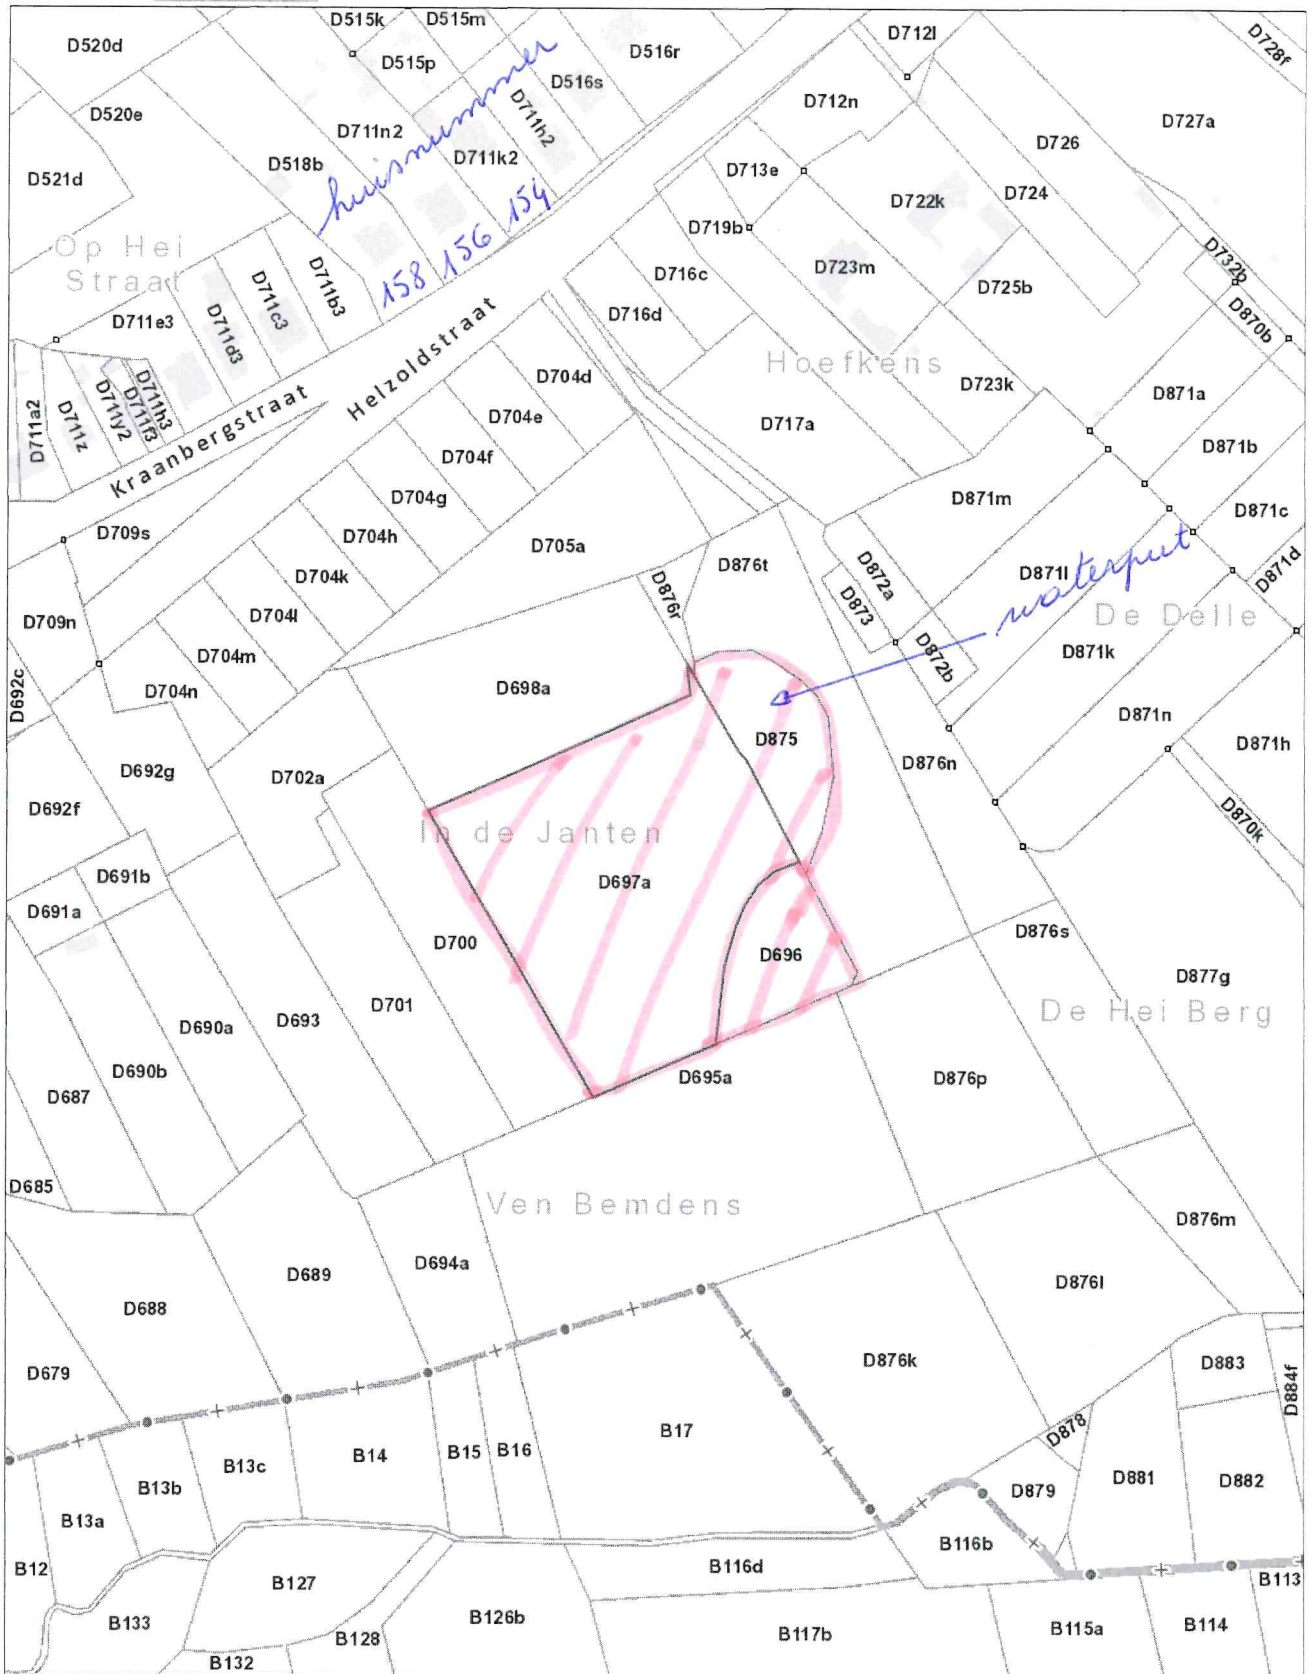 D515k
D515m
D520d
D515p
D516r
D712l
D728f
D516s
D520e
D711n2
D711h2
D712n
D727a
huisnummer
D518b
D711k2
D726
D521d
D713e
D724
D722k
154
Op Hei
Straat
156
158
D719b
D716c
D723m
D732b
D725b
D711b3
D711c3
D711d3
D711e3
D716d
D870b
Helzoldstraat
Hoefkens
D704d
D723k
D871a
D711a2
D711z
D711y2
D711f3
D711h3
Kraanbergstraat
D704e
D717a
D704f
D871b
D704g
D871m
D871c
D709s
D704h
D705a
D876t
D872a
D871l
waterput
D871d
D704k
D876r
D873
D709n
D704l
De Delle
D704m
D872b
D871k
D692c
D704n
D698a
D871n
D875
D871h
D692g
D702a
D876n
D692f
In de Janten
D870k
D691b
D697a
D691a
D700
D696
D876s
D877g
D701
D693
D690a
De Hei Berg
D690b
D687
D695a
D876p
D685
Ven Bemdens
D876m
D694a
D689
D876l
D688
D679
D876k
D883
D884f
B17
D878
B14
B15
B16
B13c
B13b
D879
D881
D882
B13a
B116b
B12
B116d
B127
B113
B133
B126b
B128
B117b
B115a
B114
B132